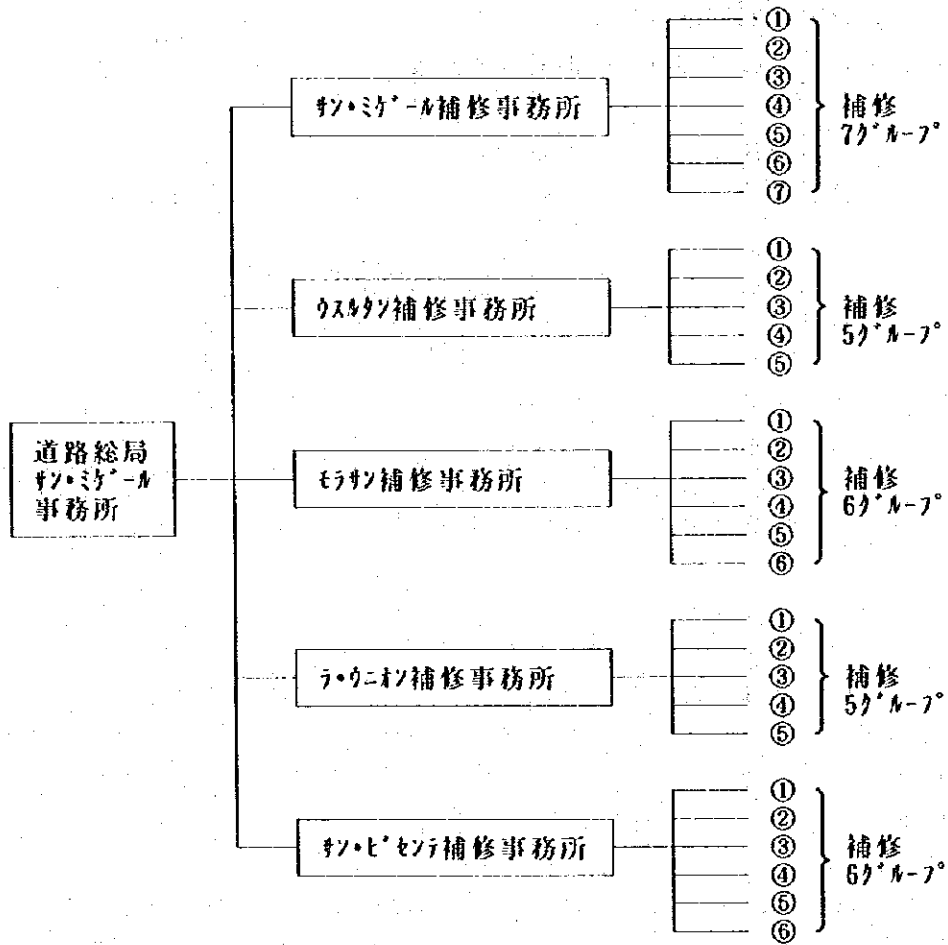 ①
②
サン・ミゲール補修事務所
③
④
補修
7グループ
⑤
⑥
⑦
①
②
ウスルタン補修事務所
③
補修
5グループ
④
⑤
道路総局
サン・ミゲール
事務所
①
②
モラサン補修事務所
③
補修
6グループ
④
⑤
⑥
①
②
ラ・ウニオン補修事務所
③
補修
5グループ
④
⑤
①
②
サン・ビセンテ補修事務所
③
補修
6グループ
④
⑤
⑥